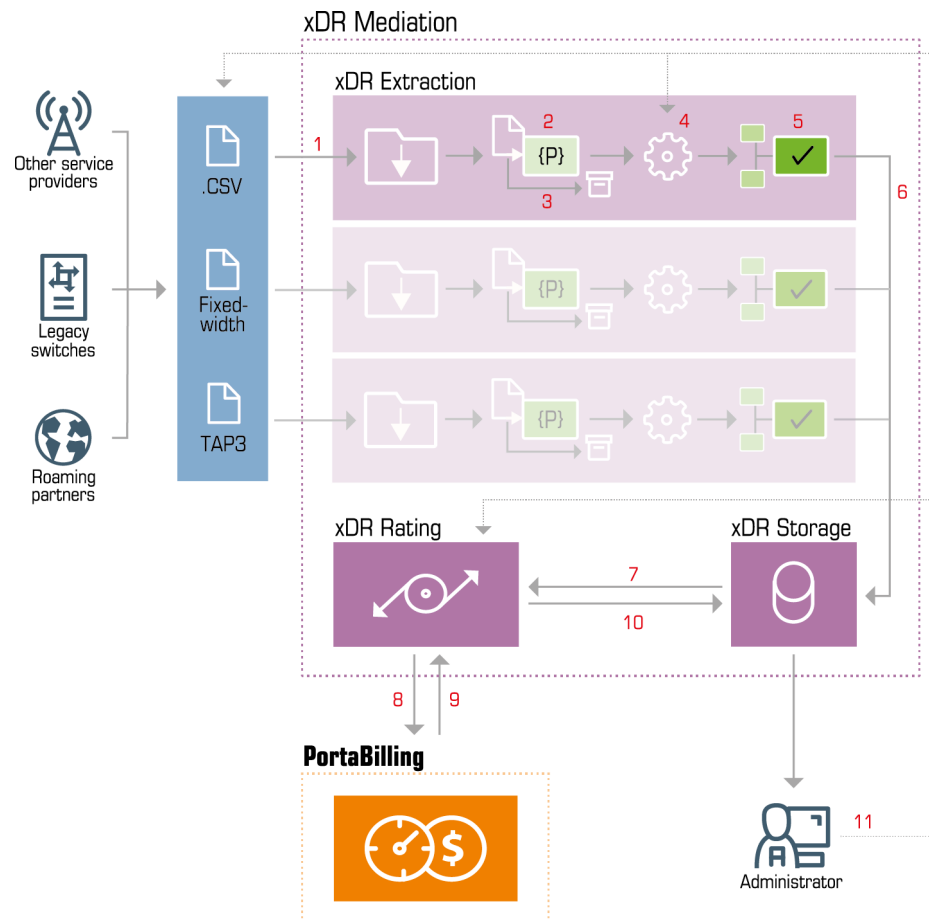 xDR Mediation
xDR Extraction
Other service
providers
Legacy
switches
Roaming
partners
.CSV
Fixed-
width
TAP3
1
2
{P}
3
4
5
6
{P}
{P}
xDR Rating
xDR Storage
7
10
8
9
PortaBilling
$
Administrator
11